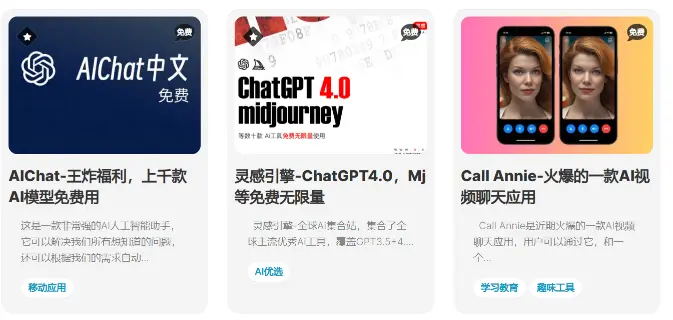 免费
AIChat中文
免费
AIChat-王炸福利，上千款
AI模型免费用
这是一款非常强的AI人工智能助手，
它可以解决我们所有想知道的问题，
还可以根据我们的需求自动...
移动应用
免费
ChatGPT 4.0
midjourney
等数十款 AI工具免费无限量使用
灵感引擎-ChatGPT4.0，Mj
等免费无限量
灵感引擎-全球AI集合站，集合了全
球主流优秀AI工具，覆盖GPT3.5+4....
AI优选
免费
Call Annie-火爆的一款AI视
频聊天应用
Call Annie是近期火爆的一款AI视频
聊天应用，用户可以通过它，和一
个...
学习教育
趣味工具